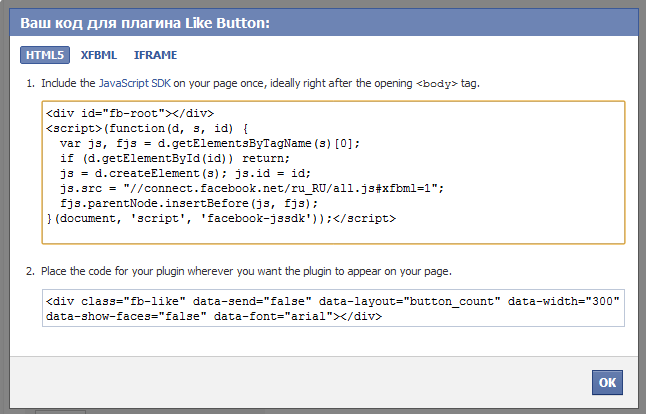 Ваш код для плагина Like Button:
HTML5 XFBML IFRAME
1. Include the JavaScript SDK on your page once, ideally right after the opening <body> tag.
<div id="fb-root"></div>
<script>(function(d, s, id) {
  var js, fjs = d.getElementsByTagName(s)[0];
  if (d.getElementById(id)) return;
  js = d.createElement(s); js.id = id;
  js.src = "//connect.facebook.net/ru_RU/all.js#xfbml=1";
  fjs.parentNode.insertBefore(js, fjs);
}(document, 'script', 'facebook-jssdk'));</script>
2. Place the code for your plugin wherever you want the plugin to appear on your page.
<div class="fb-like" data-send="false" data-layout="button_count" data-width="300"
data-show-faces="false" data-font="arial"></div>
OK